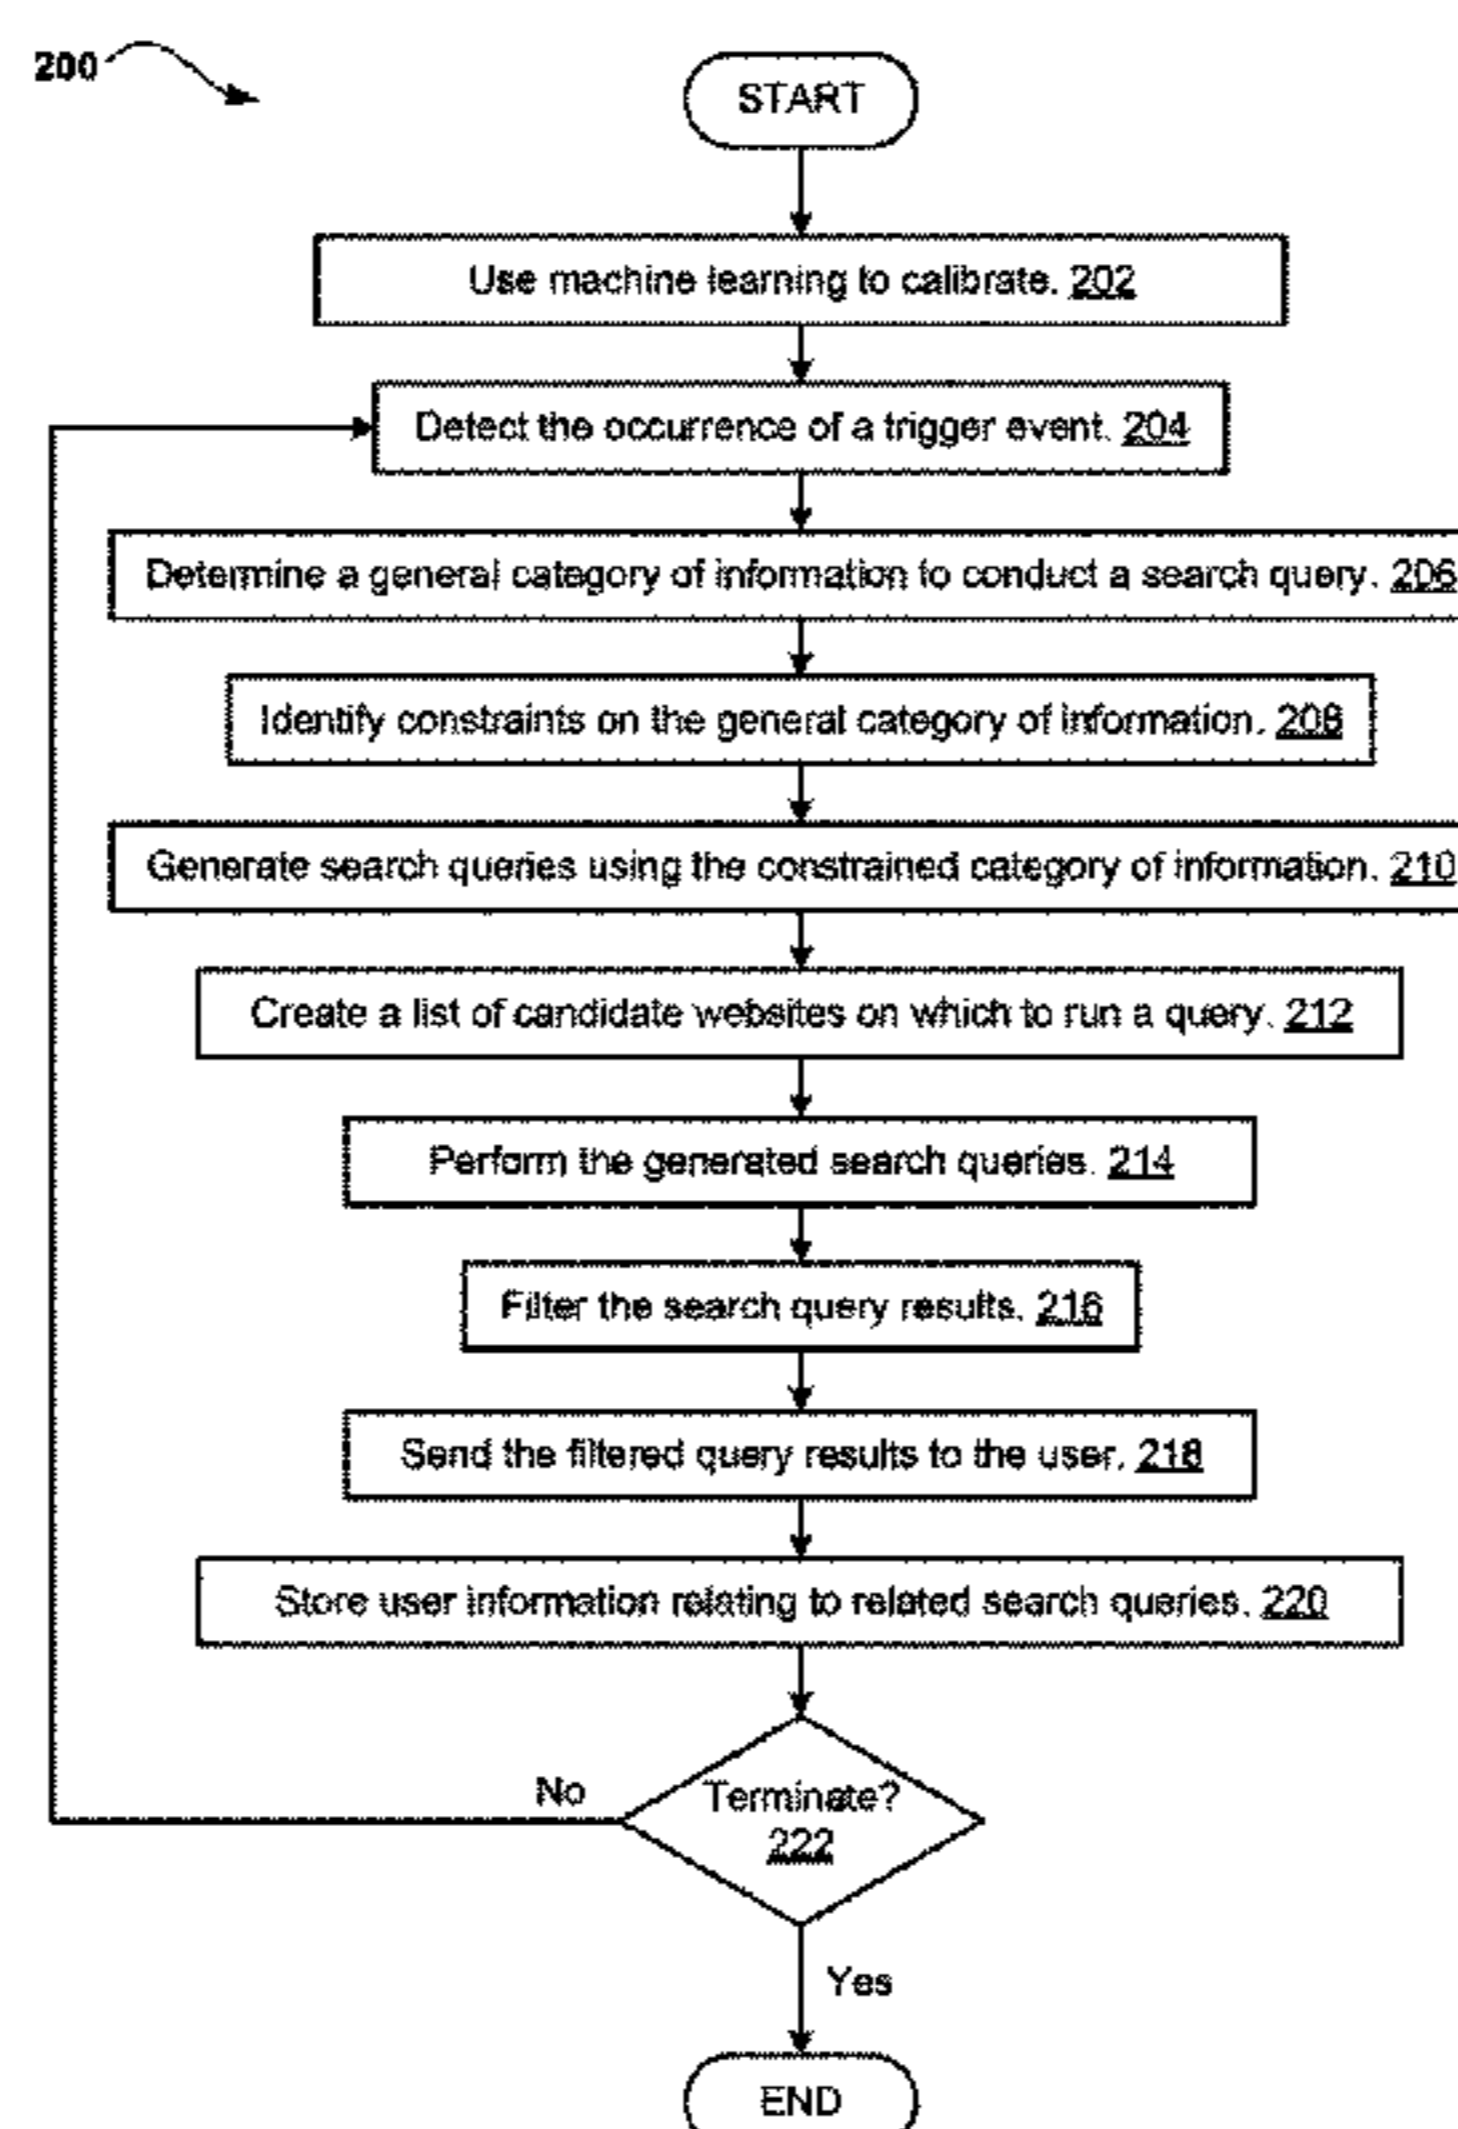 200
START
Use machine learning to calibrate. 202
Detect the occurrence of a trigger event. 204
Determine a general category of information to conduct a search query. 206
Identify constraints on the general category of information. 208
Generate search queries using the constrained category of information. 210
Create a list of candidate websites on which to run a query. 212
Perform the generated search queries. 214
Filter the search query results. 216
Send the filtered query results to the user. 218
Store user information relating to related search queries. 220
Terminate?
222
No
Yes
END